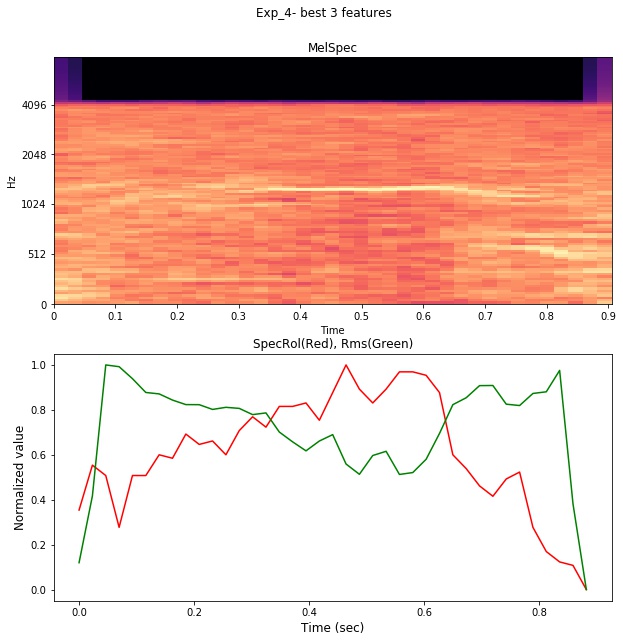 Exp_4- best 3 features
MelSpec
4096
2048
1024
512
0
Hz
0 0.1 0.2 0.3 0.4 0.5 0.6 0.7 0.8 0.9
Time
SpecRol(Red), Rms(Green)
1.0
0.8
0.6
0.4
0.2
0.0
Normalized value
0.0 0.2 0.4 0.6 0.8
Time (sec)